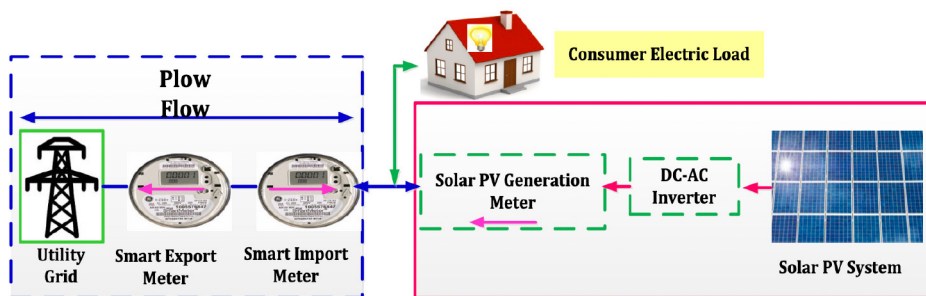 Consumer Electric Load
Plow
Flow
Solar PV Generation
Meter
DC-AC
Inverter
Utility
Grid
Smart Export
Meter
Smart Import
Meter
Solar PV System